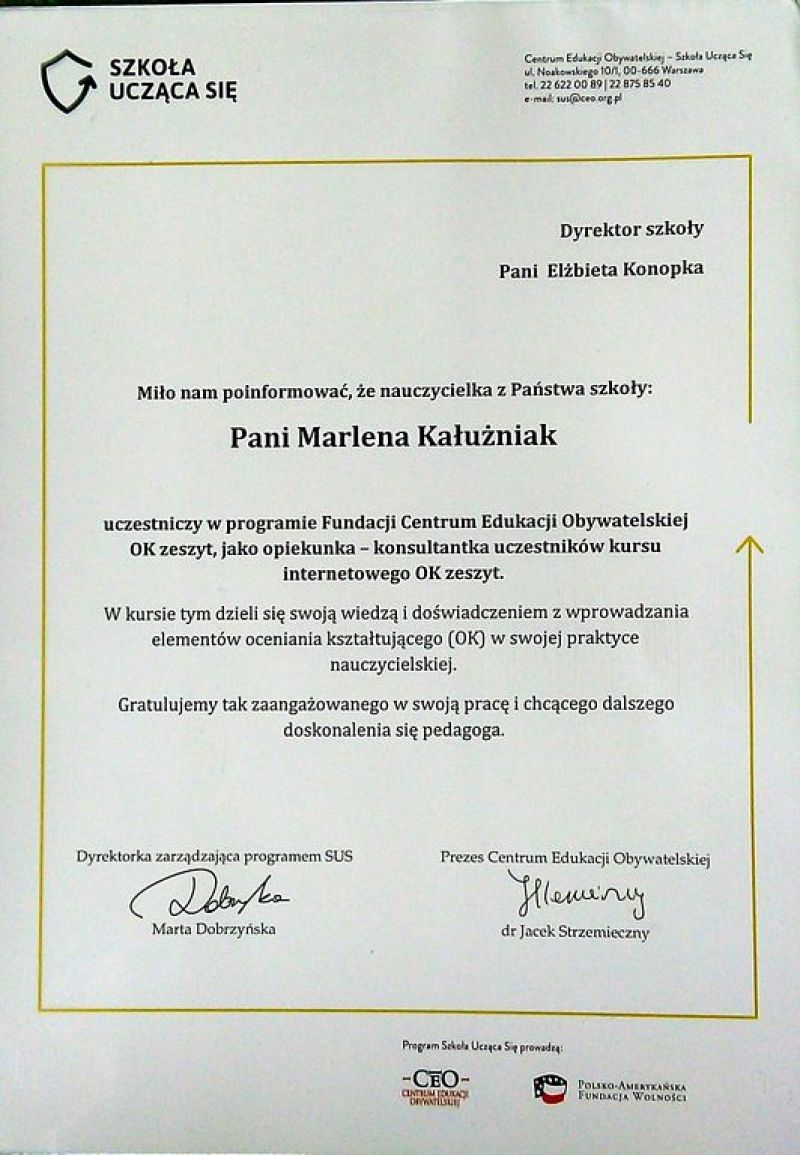 SZKOŁA
UCZĄCA SIĘ
Centrum Edukacji Obywatelskiej – Szkoła Ucząca Się
ul. Noakowskiego 10/1, 00-666 Warszawa
tel. 22 622 00 89 | 22 875 85 40
e-mail: sus@ceo.org.pl
Dyrektor szkoły
Pani Elżbieta Konopka
Miło nam poinformować, że nauczycielka z Państwa szkoły:
Pani Marlena Kałużniak
uczestniczy w programie Fundacji Centrum Edukacji Obywatelskiej
OK zeszyt, jako opiekunka – konsultantka uczestników kursu
internetowego OK zeszyt.
W kursie tym dzieli się swoją wiedzą i doświadczeniem z wprowadzania
elementów oceniania kształtującego (OK) w swojej praktyce
nauczycielskiej.
Gratulujemy tak zaangażowanego w swoją pracę i chcącego dalszego
doskonalenia się pedagoga.
Dyrektorka zarządzająca programem SUS
Marta Dobrzyńska
Prezes Centrum Edukacji Obywatelskiej
dr Jacek Strzemieczny
Program Szkoła Ucząca Się prowadzą:
CEO
CENTRUM EDUKACJI
OBYWATELSKIEJ
POLSKO-AMERYKAŃSKA
FUNDACJA WOLNOŚCI